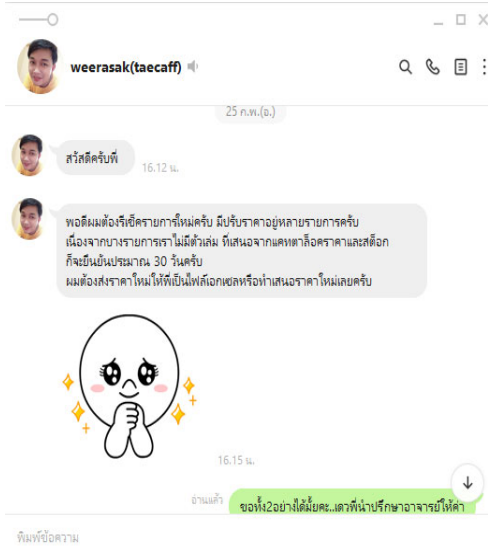 weerasak(taecaff)
25 ก.พ.(อ.)
สวัสดีครับพี่
16.12 น.
พอดีผมต้องรีเช็ครายการใหม่ครับ มีปรับราคาอยู่หลายรายการครับ
เนื่องจากบางรายการเราไม่มีตัวเล่ม ที่เสนอจากแคทตาล็อคราคาและสต็อก
ก็จะยืนยันประมาณ 30 วันครับ
ผมต้องส่งราคาใหม่ให้พี่เป็นไฟล์เอกเซลหรือทำเสนอราคาใหม่เลยครับ
16.15 น.
อ่านแล้ว
ขอทั้ง2อย่างได้มั้ยคะ..เดวพี่นำปรึกษาอาจารย์ให้ค่า
พิมพ์ข้อความ